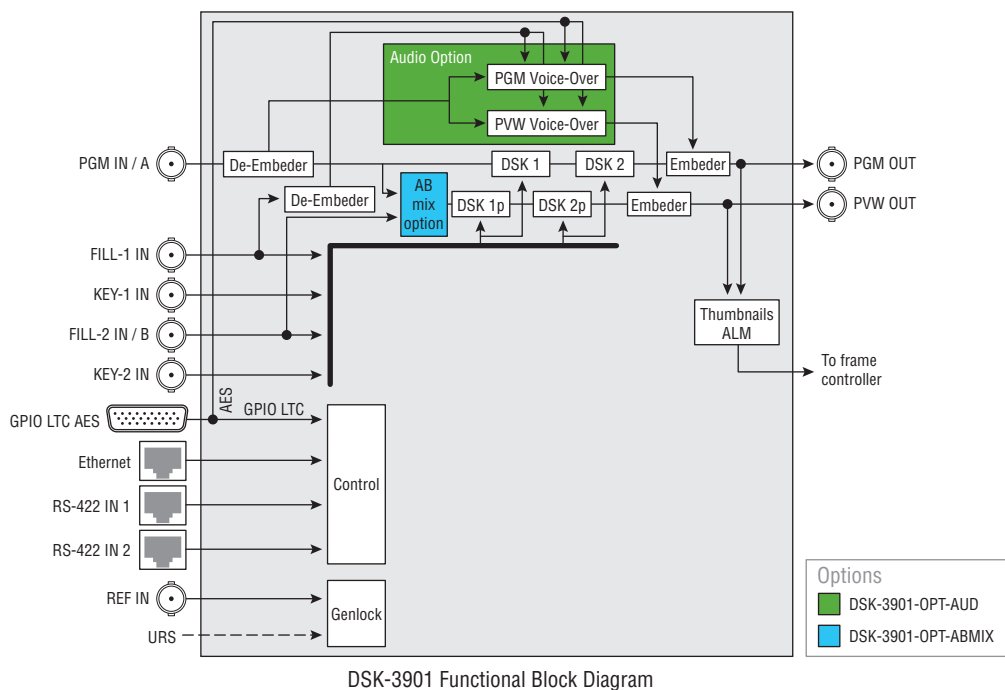 Audio Option
PGM Voice-Over
PVW Voice-Over
PGM IN / A
De-Embeder
DSK 1
DSK 2
Embeder
PGM OUT
De-Embeder
AB
mix
option
DSK 1p
DSK 2p
Embeder
PVW OUT
FILL-1 IN
KEY-1 IN
FILL-2 IN / B
KEY-2 IN
Thumbnails
ALM
To frame
controller
GPIO LTC AES
AES
GPIO LTC
Ethernet
RS-422 IN 1
RS-422 IN 2
Control
REF IN
URS
Genlock
Options
DSK-3901-OPT-AUD
DSK-3901-OPT-ABMIX
DSK-3901 Functional Block Diagram